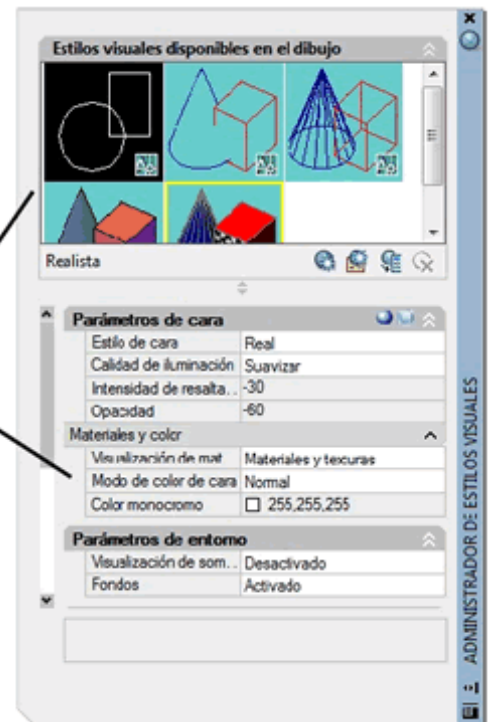 Estilos visuales disponibles en el dibujo
Realista
Parámetros de cara
Estilo de cara Real
Calidad de iluminación Suavizar
Intensidad de resalta.. -30
Opacidad -60
Materiales y color
Visualización de mat Materiales y texturas
Modo de color de cara Normal
Color monocromo 255,255,255
Parámetros de entorno
Visualización de som.. Desactivado
Fondos Activado
ADMINISTRADOR DE ESTILOS VISUALES